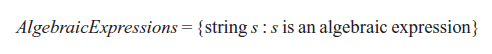 AlgebraicExpressions = {string s : s is an algebraic expression}